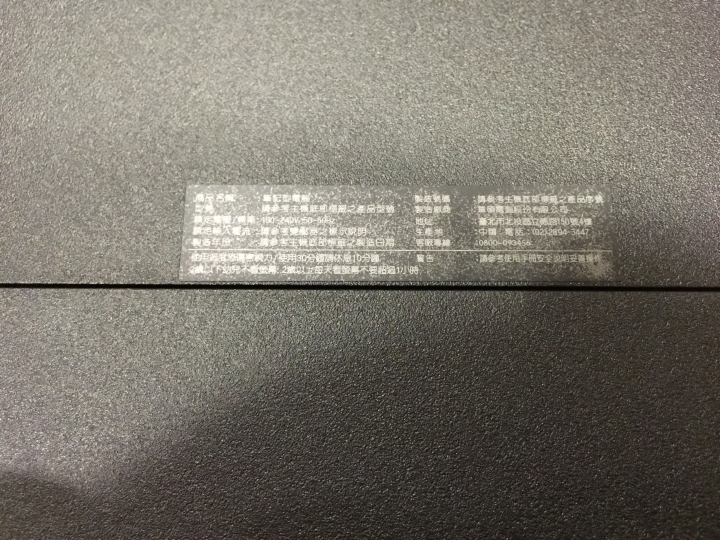 商品名稱 : 筆記型電腦 製造號碼 : 請參考主機底部標籤之產品序號
型號 : 請參考主機底部標籤之產品型號 製造廠商 : 華碩電腦股份有限公司
額定電壓/頻率: 100-240V/50-60Hz 地址 : 臺北市北投區立德路150號4樓
額定輸入電流 : 請參考變壓器之標示說明 生產地 : 中國,電話:(02)2894-3447
製造年份 : 請參考主機底部標籤之製造日期 客服專線 : 0800-093456
使用過度恐傷害視力/使用30分鐘請休息10分鐘 警告 : 請參考使用手冊安全說明妥善操作
2歲以下幼兒不看螢幕,2歲以上每天看螢幕不要超過1小時